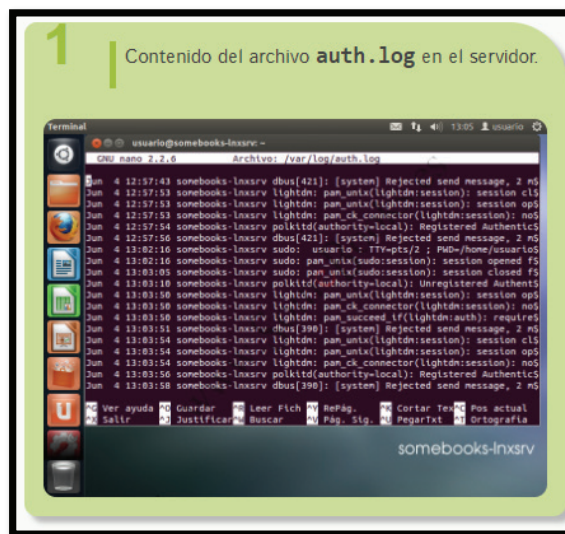 1
Contenido del archivo auth.log en el servidor.
Terminal 13:05 usuario
usuario@somebooks-lnxsrv: ~
GNU nano 2.2.6 Archivo: /var/log/auth.log
Jun 4 12:57:43 somebooks-lnxsrv dbus[421]: [system] Rejected send message, 2 m$
Jun 4 12:57:53 somebooks-lnxsrv lightdm: pam_unix(lightdm:session): session cl$
Jun 4 12:57:53 somebooks-lnxsrv lightdm: pam_unix(lightdm:session): session op$
Jun 4 12:57:53 somebooks-lnxsrv lightdm: pam_ck_connector(lightdm:session): no$
Jun 4 12:57:54 somebooks-lnxsrv polkitd(authority=local): Registered Authentic$
Jun 4 12:57:56 somebooks-lnxsrv dbus[421]: [system] Rejected send message, 2 m$
Jun 4 13:02:16 somebooks-lnxsrv sudo: usuario : TTY=pts/2 ; PWD=/home/usuario$
Jun 4 13:02:16 somebooks-lnxsrv sudo: pam_unix(sudo:session): session opened f$
Jun 4 13:03:05 somebooks-lnxsrv sudo: pam_unix(sudo:session): session closed f$
Jun 4 13:03:10 somebooks-lnxsrv polkitd(authority=local): Unregistered Authent$
Jun 4 13:03:50 somebooks-lnxsrv lightdm: pam_unix(lightdm:session): session op$
Jun 4 13:03:50 somebooks-lnxsrv lightdm: pam_ck_connector(lightdm:session): no$
Jun 4 13:03:50 somebooks-lnxsrv lightdm: pam_succeed_if(lightdm:auth): require$
Jun 4 13:03:51 somebooks-lnxsrv dbus[390]: [system] Rejected send message, 2 m$
Jun 4 13:03:54 somebooks-lnxsrv lightdm: pam_unix(lightdm:session): session cl$
Jun 4 13:03:54 somebooks-lnxsrv lightdm: pam_unix(lightdm:session): session op$
Jun 4 13:03:54 somebooks-lnxsrv lightdm: pam_ck_connector(lightdm:session): no$
Jun 4 13:03:56 somebooks-lnxsrv polkitd(authority=local): Registered Authentic$
Jun 4 13:03:58 somebooks-lnxsrv dbus[390]: [system] Rejected send message, 2 m$
^G Ver ayuda ^O Guardar ^R Leer Fich ^Y RePág. ^K Cortar Tex ^C Pos actual
^X Salir ^J Justificar ^W Buscar ^V Pág. Sig. ^U PegarTxt ^T Ortografía
somebooks-lnxsrv